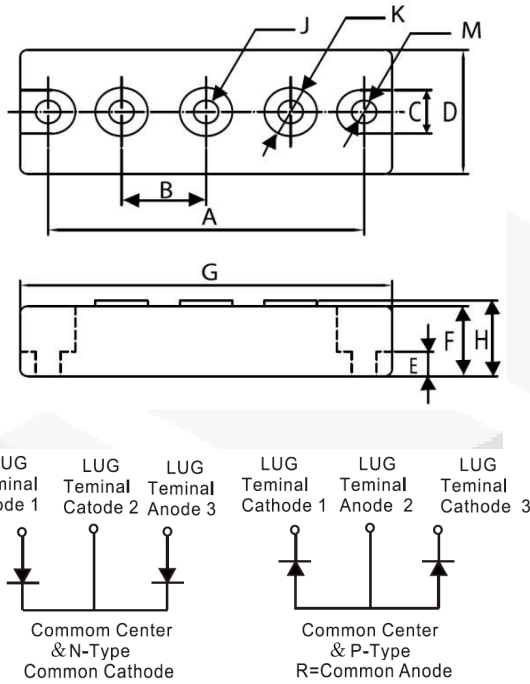 J
K
M
C
D
B
A
G
F
H
E
LUG
Teminal
Catode 2
LUG
Teminal
Anode 3
LUG
Teminal
Cathode 1
LUG
Teminal
Anode 2
LUG
Teminal
Cathode 3
Commom Center
& N-Type
Common Cathode
Common Center
& P-Type
R=Common Anode